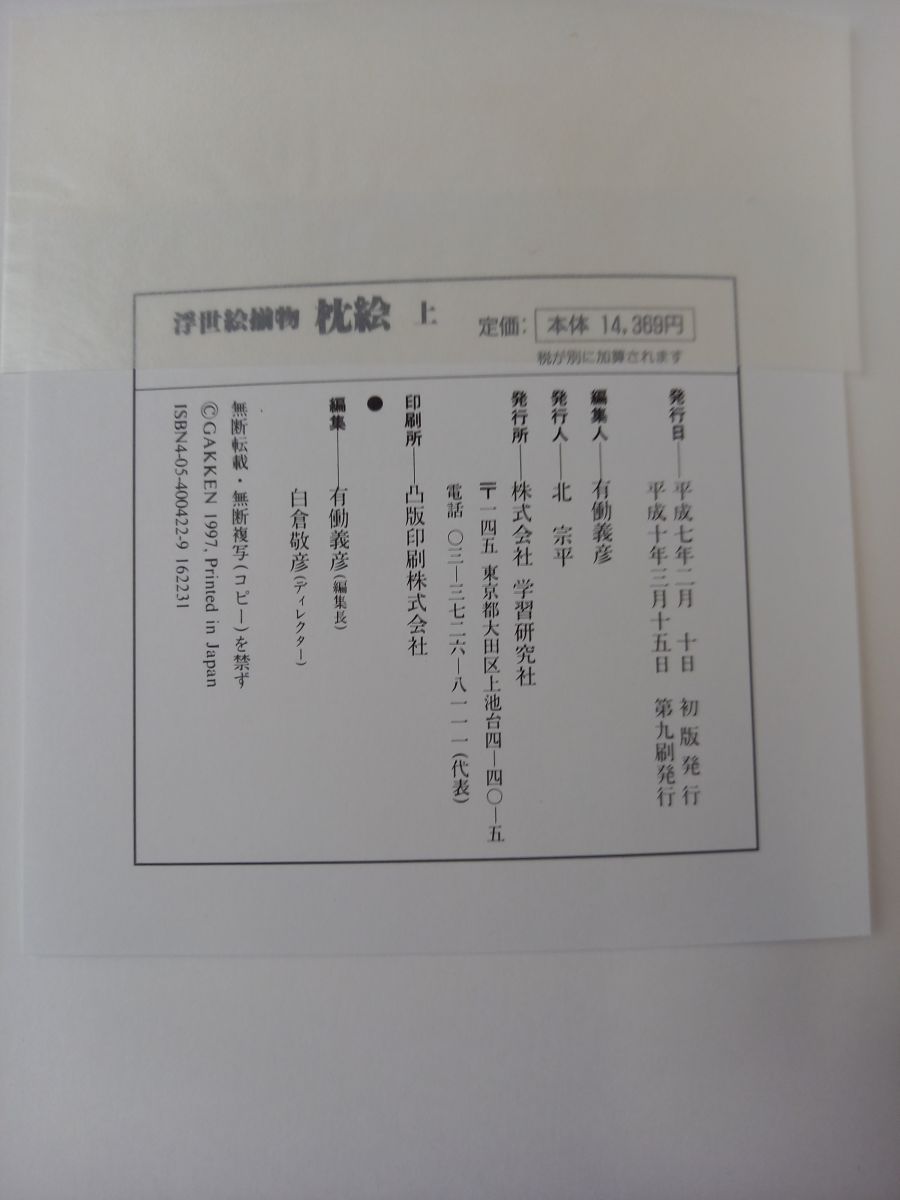 浮世絵揃物 枕絵 上
定価: 本体 14,369円
税が別に加算されます
発行日――平成七年二月 十日 初版発行
平成十年三月十五日 第九刷発行
編集人――有働義彦
発行人――北 宗平
発行所――株式会社 学習研究社
〒一四五 東京都大田区上池台四―四〇―五
電話 〇三―三七二六―八一一一(代表)
印刷所――凸版印刷株式会社
●
編集――有働義彦(編集長)
白倉敬彦(ディレクター)
無断転載・無断複写(コピー)を禁ず
©GAKKEN 1997, Printed in Japan
ISBN4-05-400422-9 162231